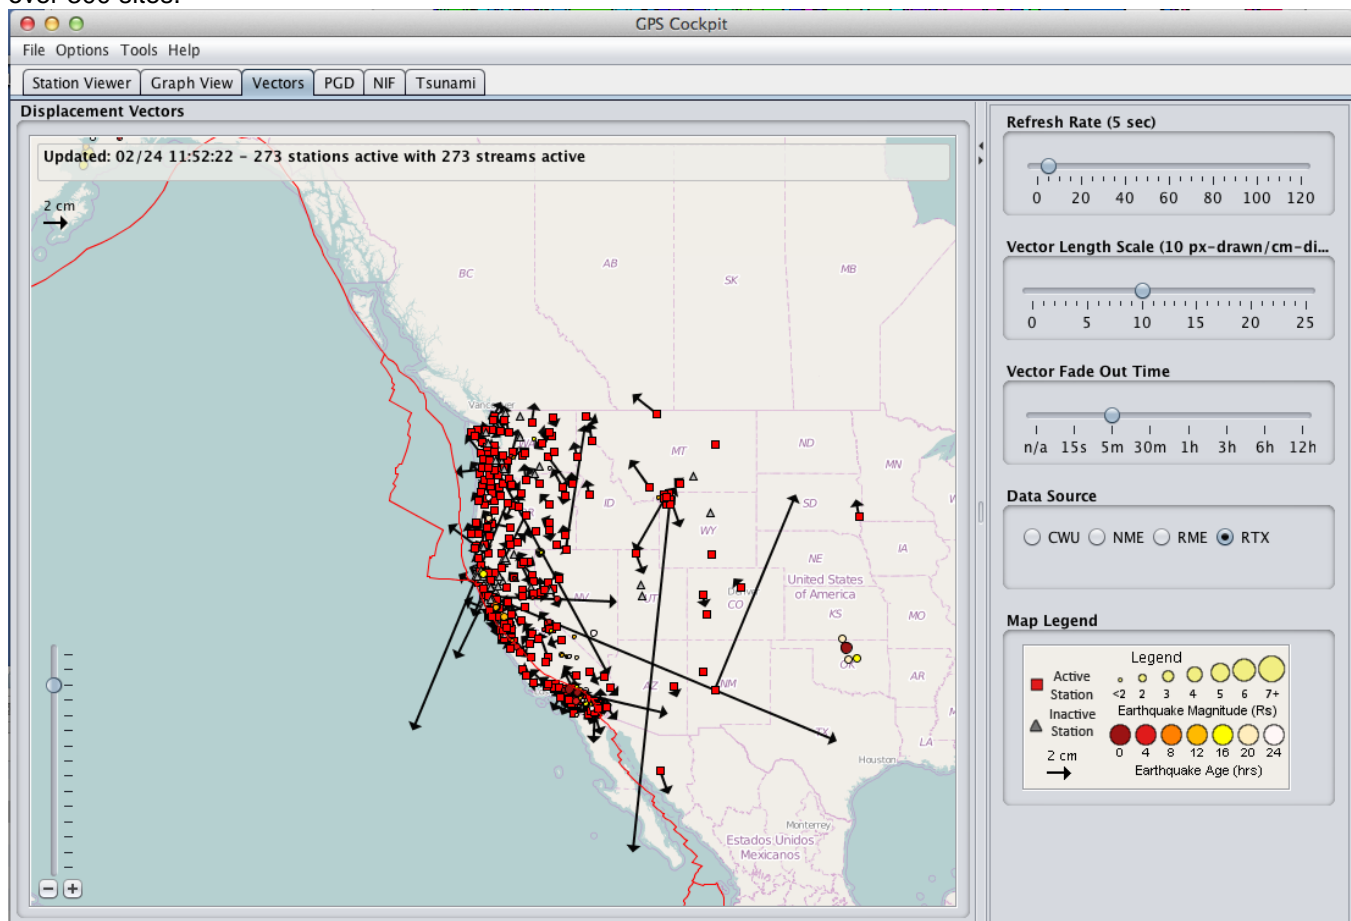 over 500 sites.
GPS Cockpit
File Options Tools Help
Station Viewer Graph View Vectors PGD NIF Tsunami
Displacement Vectors
Updated: 02/24 11:52:22 – 273 stations active with 273 streams active
2 cm
BC
AB
SK
MB
MT
ND
MN
ID
SD
WY
IA
NE
United States
of America
NV
UT
CO
KS
MO
OK
AZ
NM
AR
TX
LA
Houston
Monterrey
Estados Unidos
Mexicanos
Refresh Rate (5 sec)
0 20 40 60 80 100 120
Vector Length Scale (10 px-drawn/cm-di...
0 5 10 15 20 25
Vector Fade Out Time
n/a 15s 5m 30m 1h 3h 6h 12h
Data Source
CWU NME RME RTX
Map Legend
Legend
Active
Station
<2 2 3 4 5 6 7+
Earthquake Magnitude (Rs)
Inactive
Station
2 cm
0 4 8 12 16 20 24
Earthquake Age (hrs)